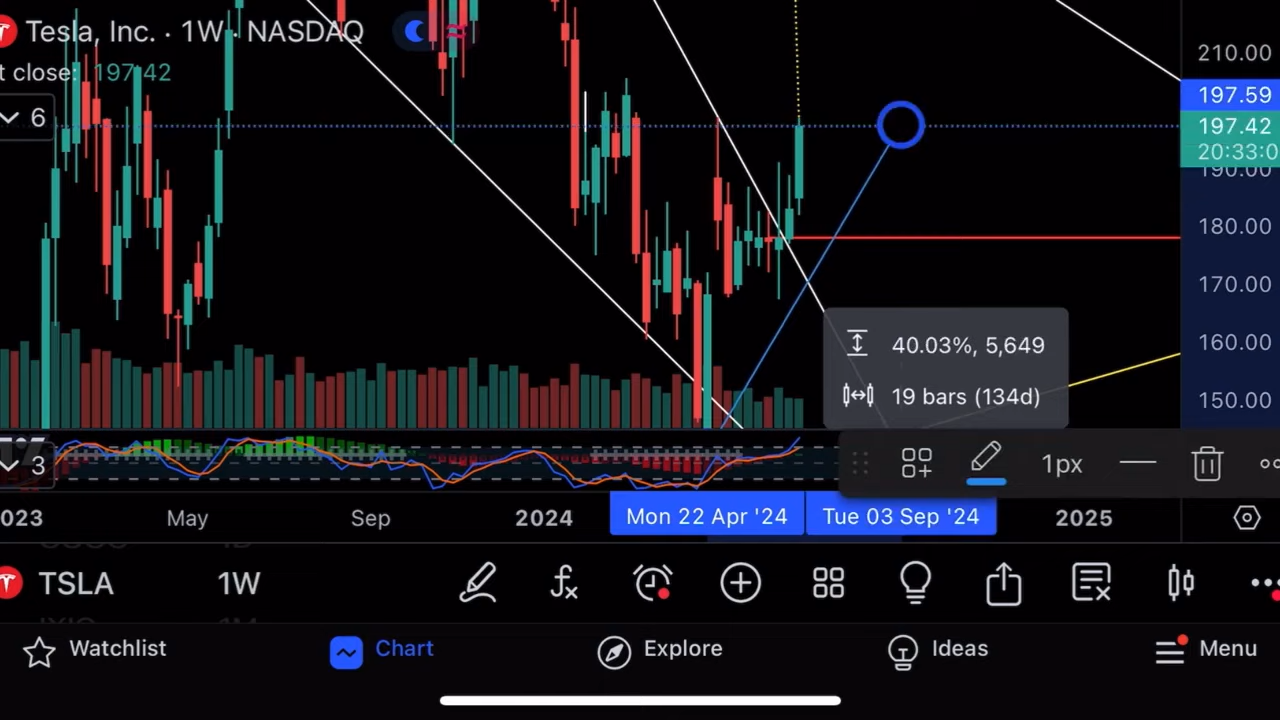 Tesla, Inc. · 1W · NASDAQ
t close: 197.42
6
210.00
197.59
197.42
20:33:0
190.00
180.00
170.00
160.00
150.00
40.03%, 5,649
19 bars (134d)
3
1px
023
May
Sep
2024
Mon 22 Apr '24
Tue 03 Sep '24
2025
TSLA
1W
Watchlist
Chart
Explore
Ideas
Menu